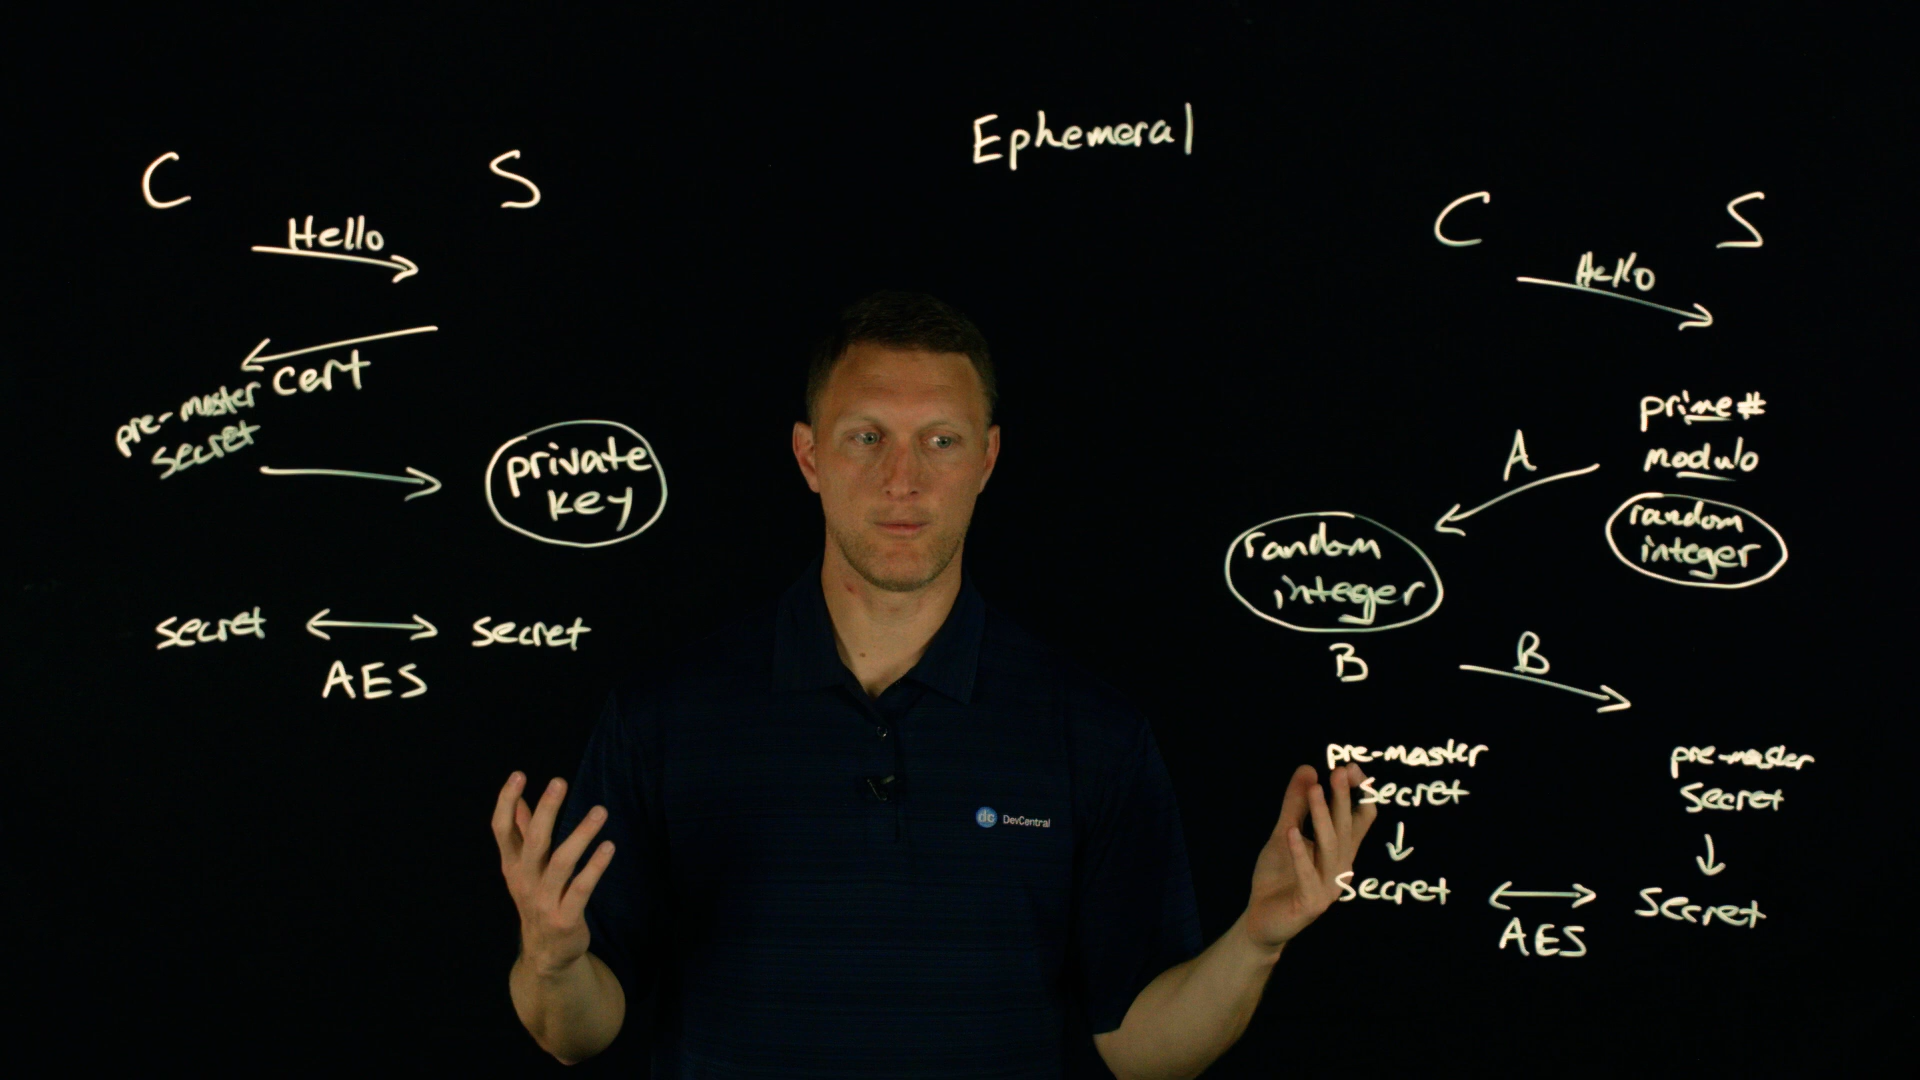 Ephemeral
C S
Hello
cert
pre-master
secret
private
key
secret secret
AES
C S
Hello
prime #
modulo
A
random
integer
random
integer
B
B
pre-master
secret
pre-master
secret
secret secret
AES
dc DevCentral